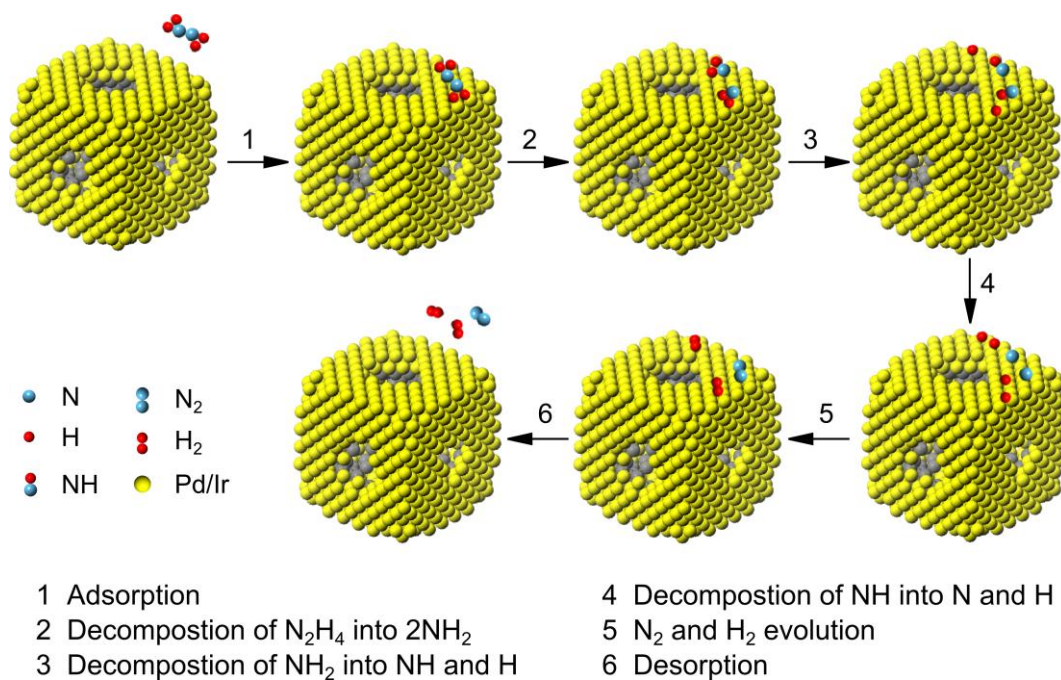 1
2
3
4
N
N₂
H
H₂
NH
Pd/Ir
6
5
1 Adsorption
2 Decompostion of N₂H₄ into 2NH₂
3 Decompostion of NH₂ into NH and H
4 Decompostion of NH into N and H
5 N₂ and H₂ evolution
6 Desorption